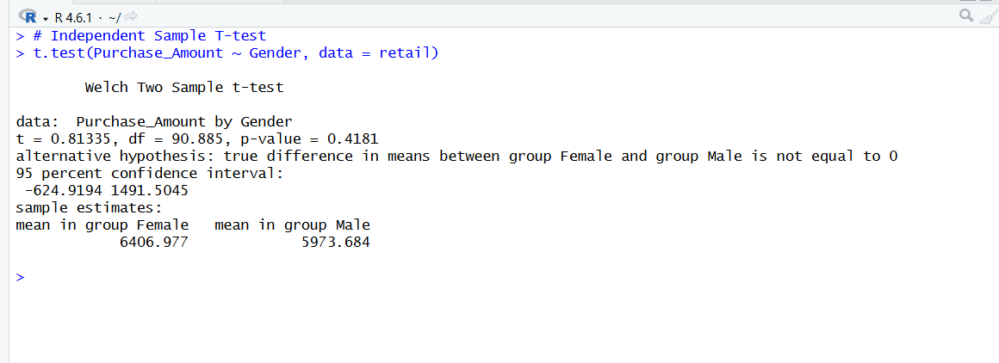 R R 4.6.1 · ~/
> # Independent Sample T-test
> t.test(Purchase_Amount ~ Gender, data = retail)
Welch Two Sample t-test
data:  Purchase_Amount by Gender
t = 0.81335, df = 90.885, p-value = 0.4181
alternative hypothesis: true difference in means between group Female and group Male is not equal to 0
95 percent confidence interval:
-624.9194 1491.5045
sample estimates:
mean in group Female   mean in group Male
6406.977             5973.684
>